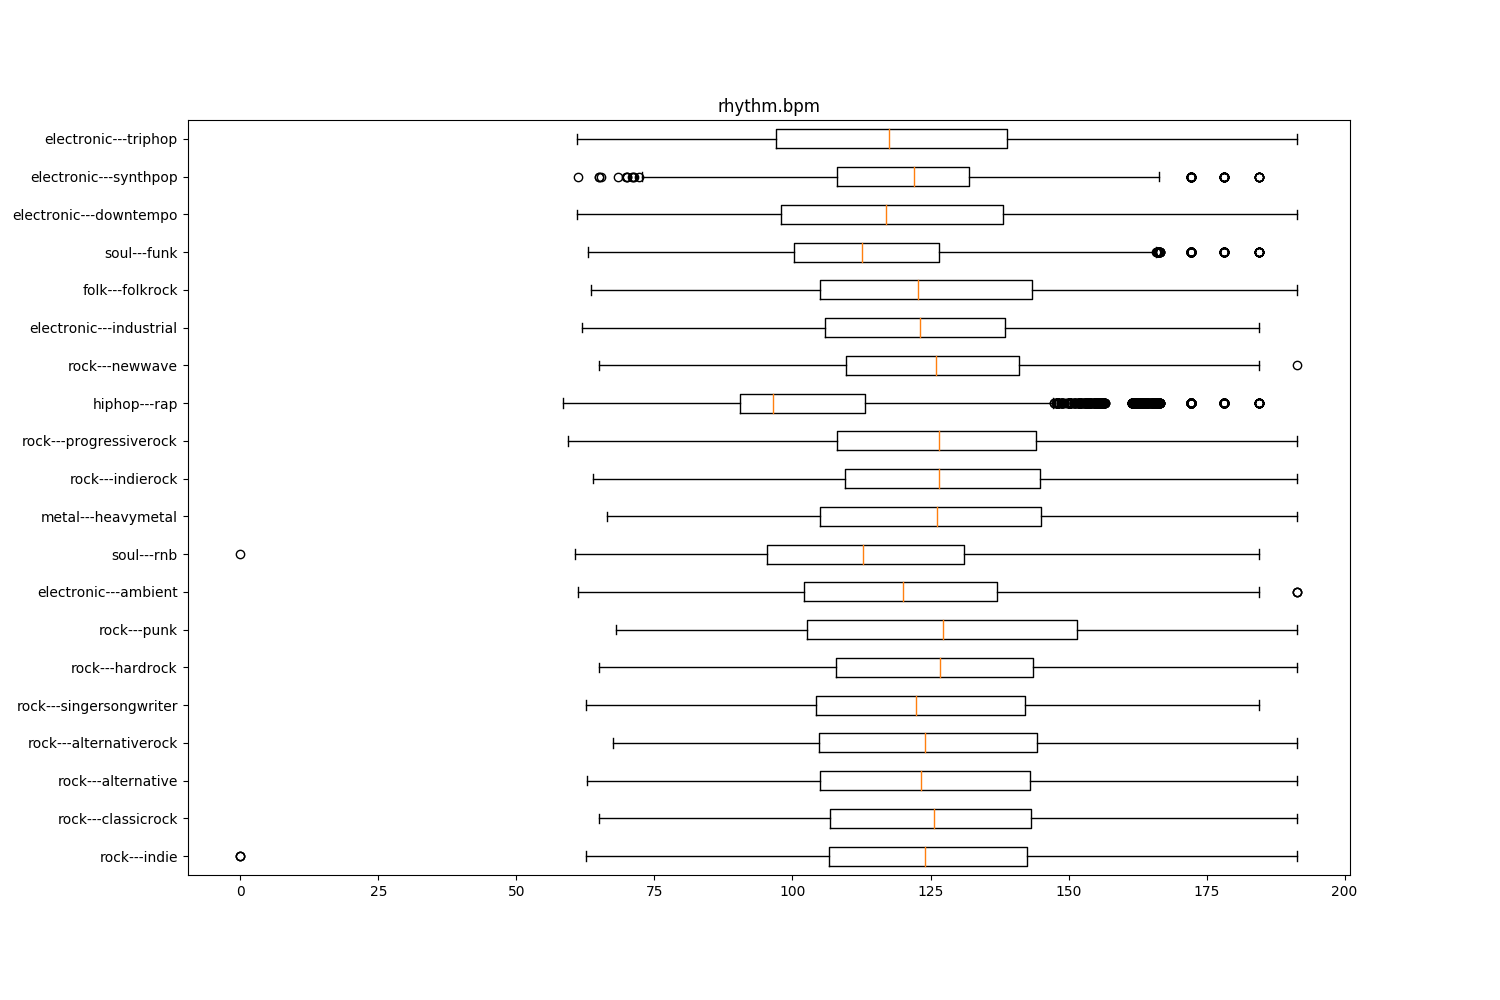 rhythm.bpm
electronic---triphop
electronic---synthpop
electronic---downtempo
soul---funk
folk---folkrock
electronic---industrial
rock---newwave
hiphop---rap
rock---progressiverock
rock---indierock
metal---heavymetal
soul---rnb
electronic---ambient
rock---punk
rock---hardrock
rock---singersongwriter
rock---alternativerock
rock---alternative
rock---classicrock
rock---indie
0 25 50 75 100 125 150 175 200